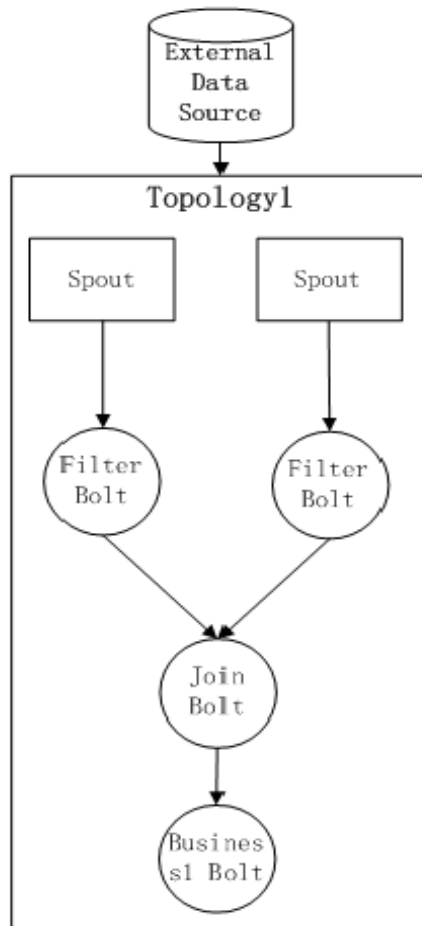 External
Data
Source
Topology1
Spout
Spout
Filter
Bolt
Filter
Bolt
Join
Bolt
Busines
s1 Bolt